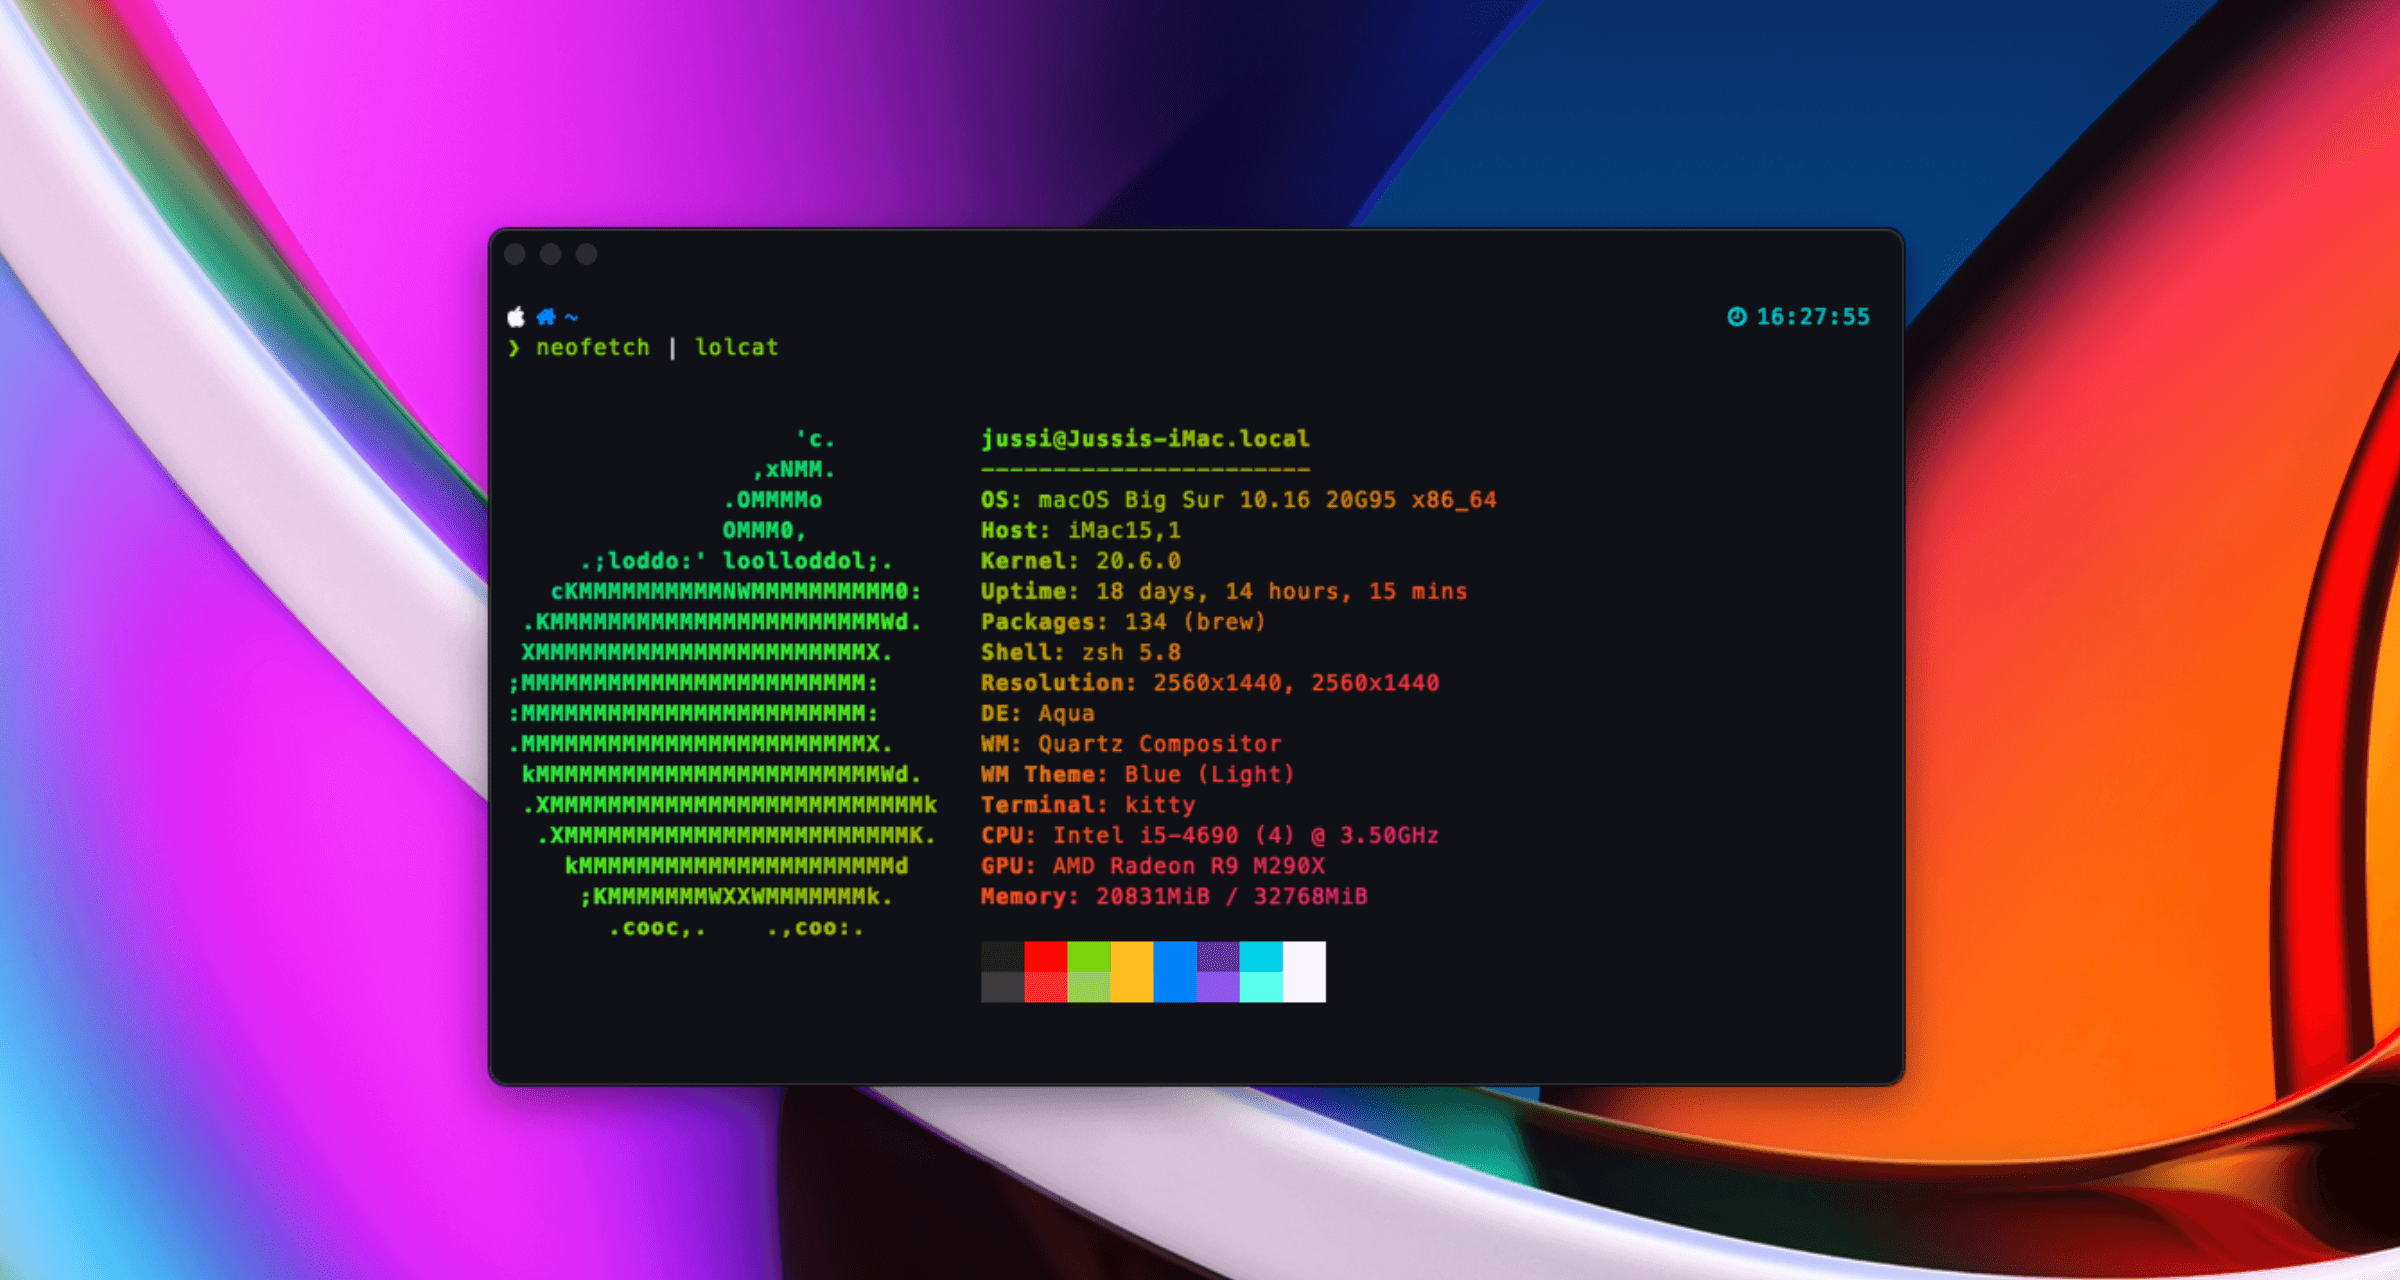 ~ 16:27:55
❯ neofetch | lolcat
'c. jussi@Jussis-iMac.local
,xNMM. -----------------------
.OMMMMo OS: macOS Big Sur 10.16 20G95 x86_64
OMMM0, Host: iMac15,1
.;loddo:' loolloddol;. Kernel: 20.6.0
cKMMMMMMMMMMNWMMMMMMMMMM0: Uptime: 18 days, 14 hours, 15 mins
.KMMMMMMMMMMMMMMMMMMMMMMMWd. Packages: 134 (brew)
XMMMMMMMMMMMMMMMMMMMMMMMX. Shell: zsh 5.8
;MMMMMMMMMMMMMMMMMMMMMMMM: Resolution: 2560x1440, 2560x1440
:MMMMMMMMMMMMMMMMMMMMMMMM: DE: Aqua
.MMMMMMMMMMMMMMMMMMMMMMMMX. WM: Quartz Compositor
kMMMMMMMMMMMMMMMMMMMMMMMMWd. WM Theme: Blue (Light)
.XMMMMMMMMMMMMMMMMMMMMMMMMMMk Terminal: kitty
.XMMMMMMMMMMMMMMMMMMMMMMMMK. CPU: Intel i5-4690 (4) @ 3.50GHz
kMMMMMMMMMMMMMMMMMMMMMMd GPU: AMD Radeon R9 M290X
;KMMMMMMMWXXWMMMMMMMk. Memory: 20831MiB / 32768MiB
.cooc,. .,coo:.